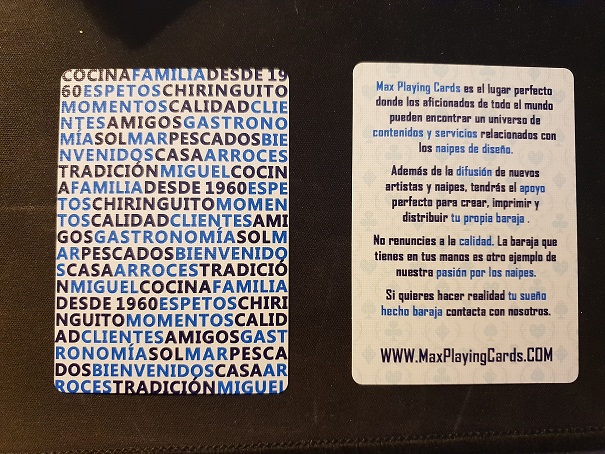 COCINAFAMILIADESDE 19
60ESPETOSCHIRINGUITO
MOMENTOSCALIDADCLIE
NTESAMIGOSGASTRONO
MÍASOLMARPESCADOSBIE
NVENIDOSCASAARROCES
TRADICIÓNMIGUELCOCIN
AFAMILIADESDE 1960ESPE
TOSCHIRINGUITOMOMEN
TOSCALIDADCLIENTESAMI
GOSGASTRONOMÍASOLM
ARPESCADOSBIENVENIDO
SCASAARROCESTRADICIÓ
NMIGUELCOCINAFAMILIA
DESDE 1960ESPETOSCHIRI
NGUITOMOMENTOSCALID
ADCLIENTESAMIGOSGAST
RONOMÍASOLMARPESCA
DOSBIENVENIDOSCASAAR
ROCESTRADICIÓNMIGUEL
Max Playing Cards es el lugar perfecto
donde los aficionados de todo el mundo
pueden encontrar un universo de
contenidos y servicios relacionados con
los naipes de diseño.
Además de la difusión de nuevos
artistas y naipes, tendrás el apoyo
perfecto para crear, imprimir y
distribuir tu propia baraja .
No renuncies a la calidad. La baraja que
tienes en tus manos es otro ejemplo de
nuestra pasión por los naipes.
Si quieres hacer realidad tu sueño
hecho baraja contacta con nosotros.
WWW.MaxPlayingCards.COM